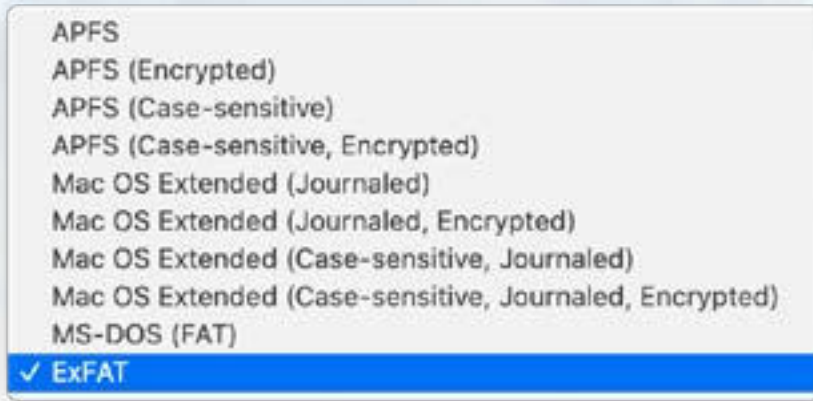 APFS
APFS (Encrypted)
APFS (Case-sensitive)
APFS (Case-sensitive, Encrypted)
Mac OS Extended (Journaled)
Mac OS Extended (Journaled, Encrypted)
Mac OS Extended (Case-sensitive, Journaled)
Mac OS Extended (Case-sensitive, Journaled, Encrypted)
MS-DOS (FAT)
✓ ExFAT